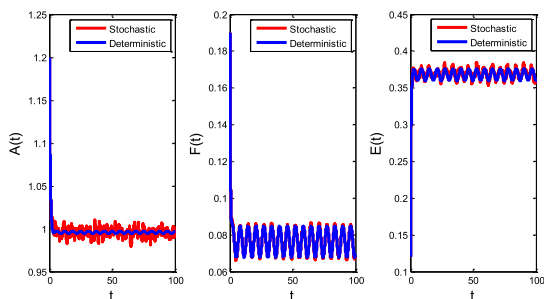 1.25
1.2
1.15
1.1
1.05
1
0.95
A(t)
0
50
100
t
Stochastic
Deterministic
0.2
0.18
0.16
0.14
0.12
0.1
0.08
0.06
F(t)
0
50
100
t
Stochastic
Deterministic
0.45
0.4
0.35
0.3
0.25
0.2
0.15
0.1
E(t)
0
50
100
t
Stochastic
Deterministic